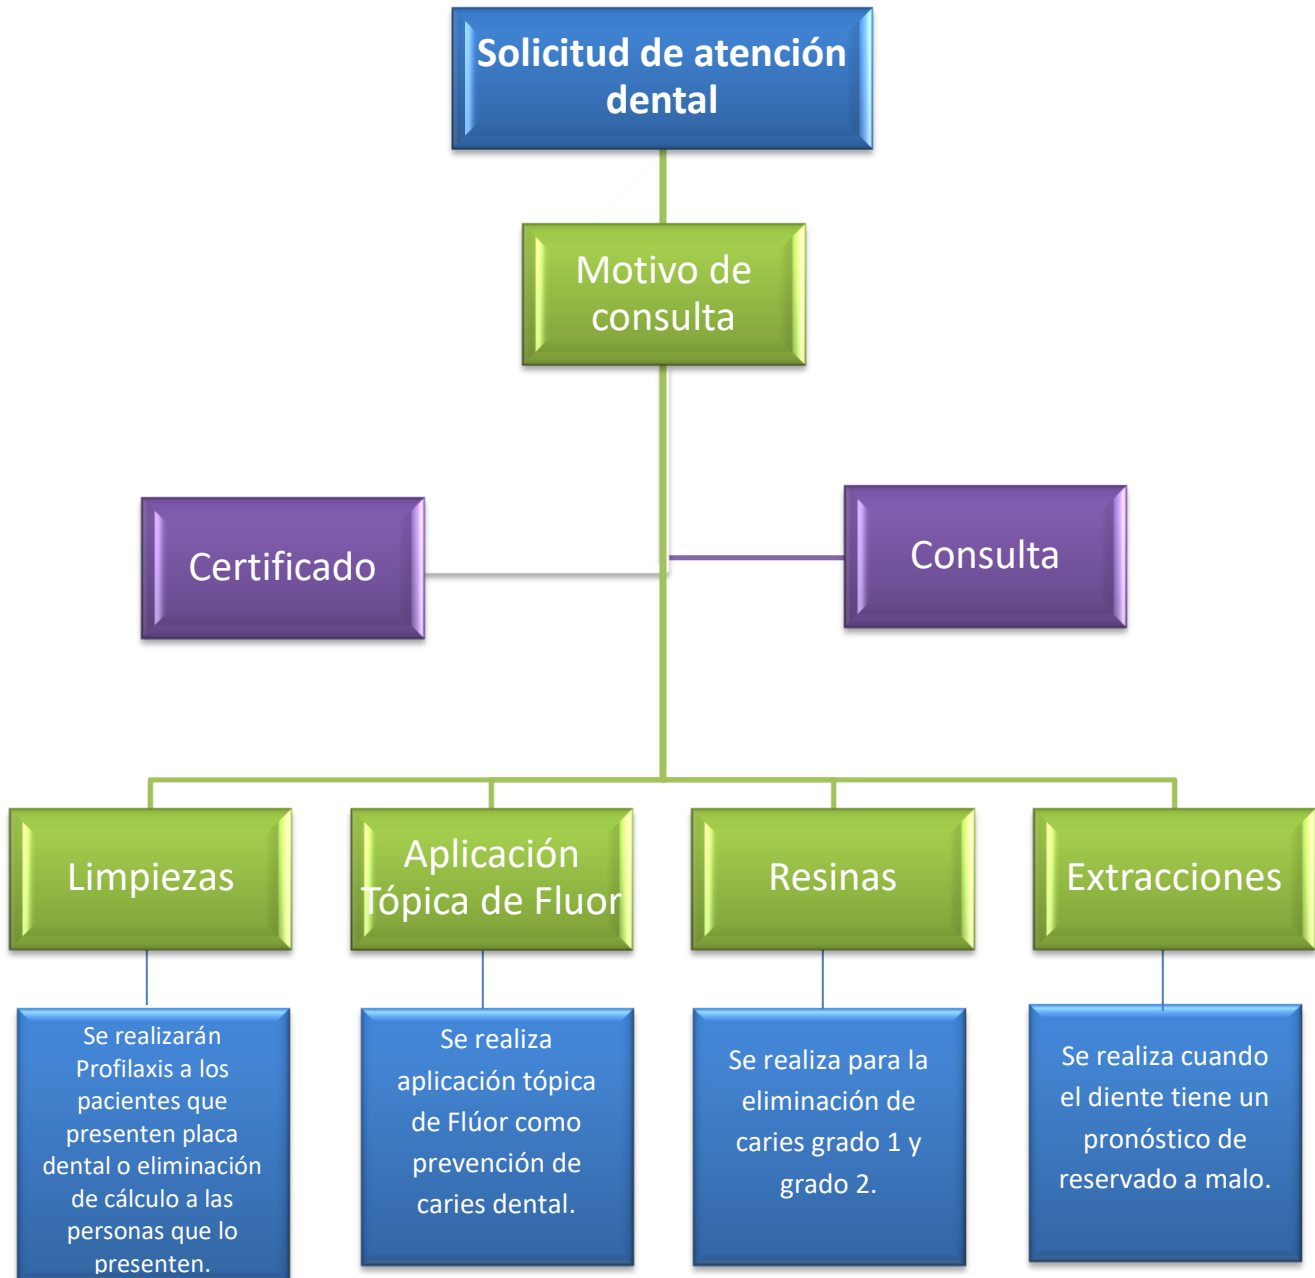 Solicitud de atención
dental
Motivo de
consulta
Certificado
Consulta
Limpiezas
Aplicación
Tópica de Fluor
Resinas
Extracciones
Se realizarán
Profilaxis a los
pacientes que
presenten placa
dental o eliminación
de cálculo a las
personas que lo
presenten.
Se realiza
aplicación tópica
de Flúor como
prevención de
caries dental.
Se realiza para la
eliminación de
caries grado 1 y
grado 2.
Se realiza cuando
el diente tiene un
pronóstico de
reservado a malo.